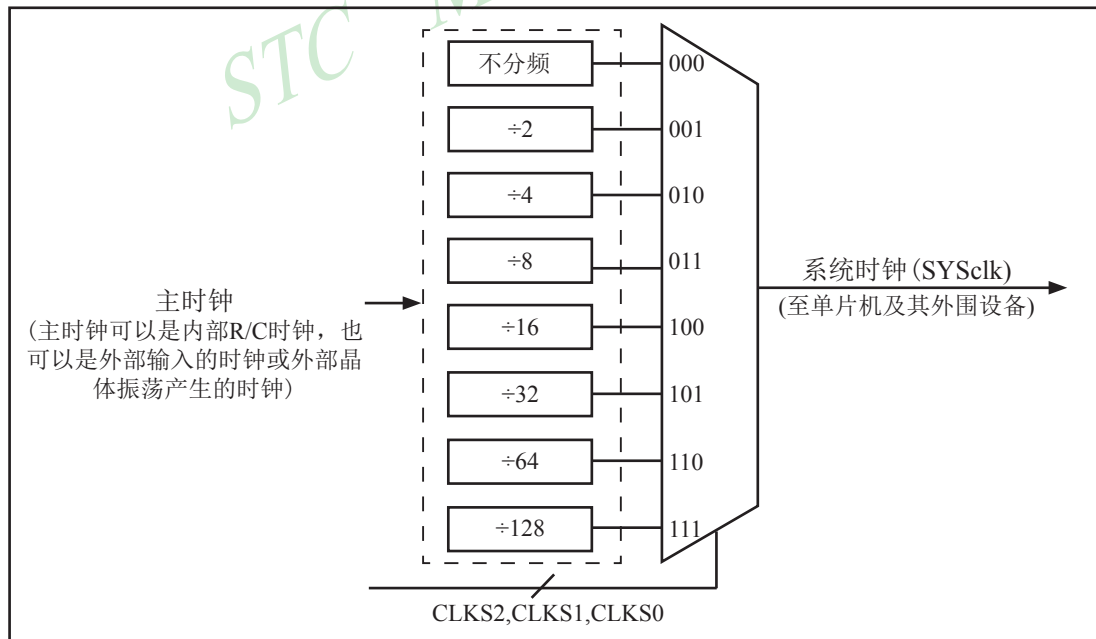 STC M
不分频
000
÷2
001
÷4
010
÷8
011
÷16
100
÷32
101
÷64
110
÷128
111
主时钟
(主时钟可以是内部R/C时钟，也
可以是外部输入的时钟或外部晶
体振荡产生的时钟)
系统时钟(SYSclk)
(至单片机及其外围设备)
CLKS2,CLKS1,CLKS0